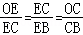 OE/EC = EC/EB = OC/CB